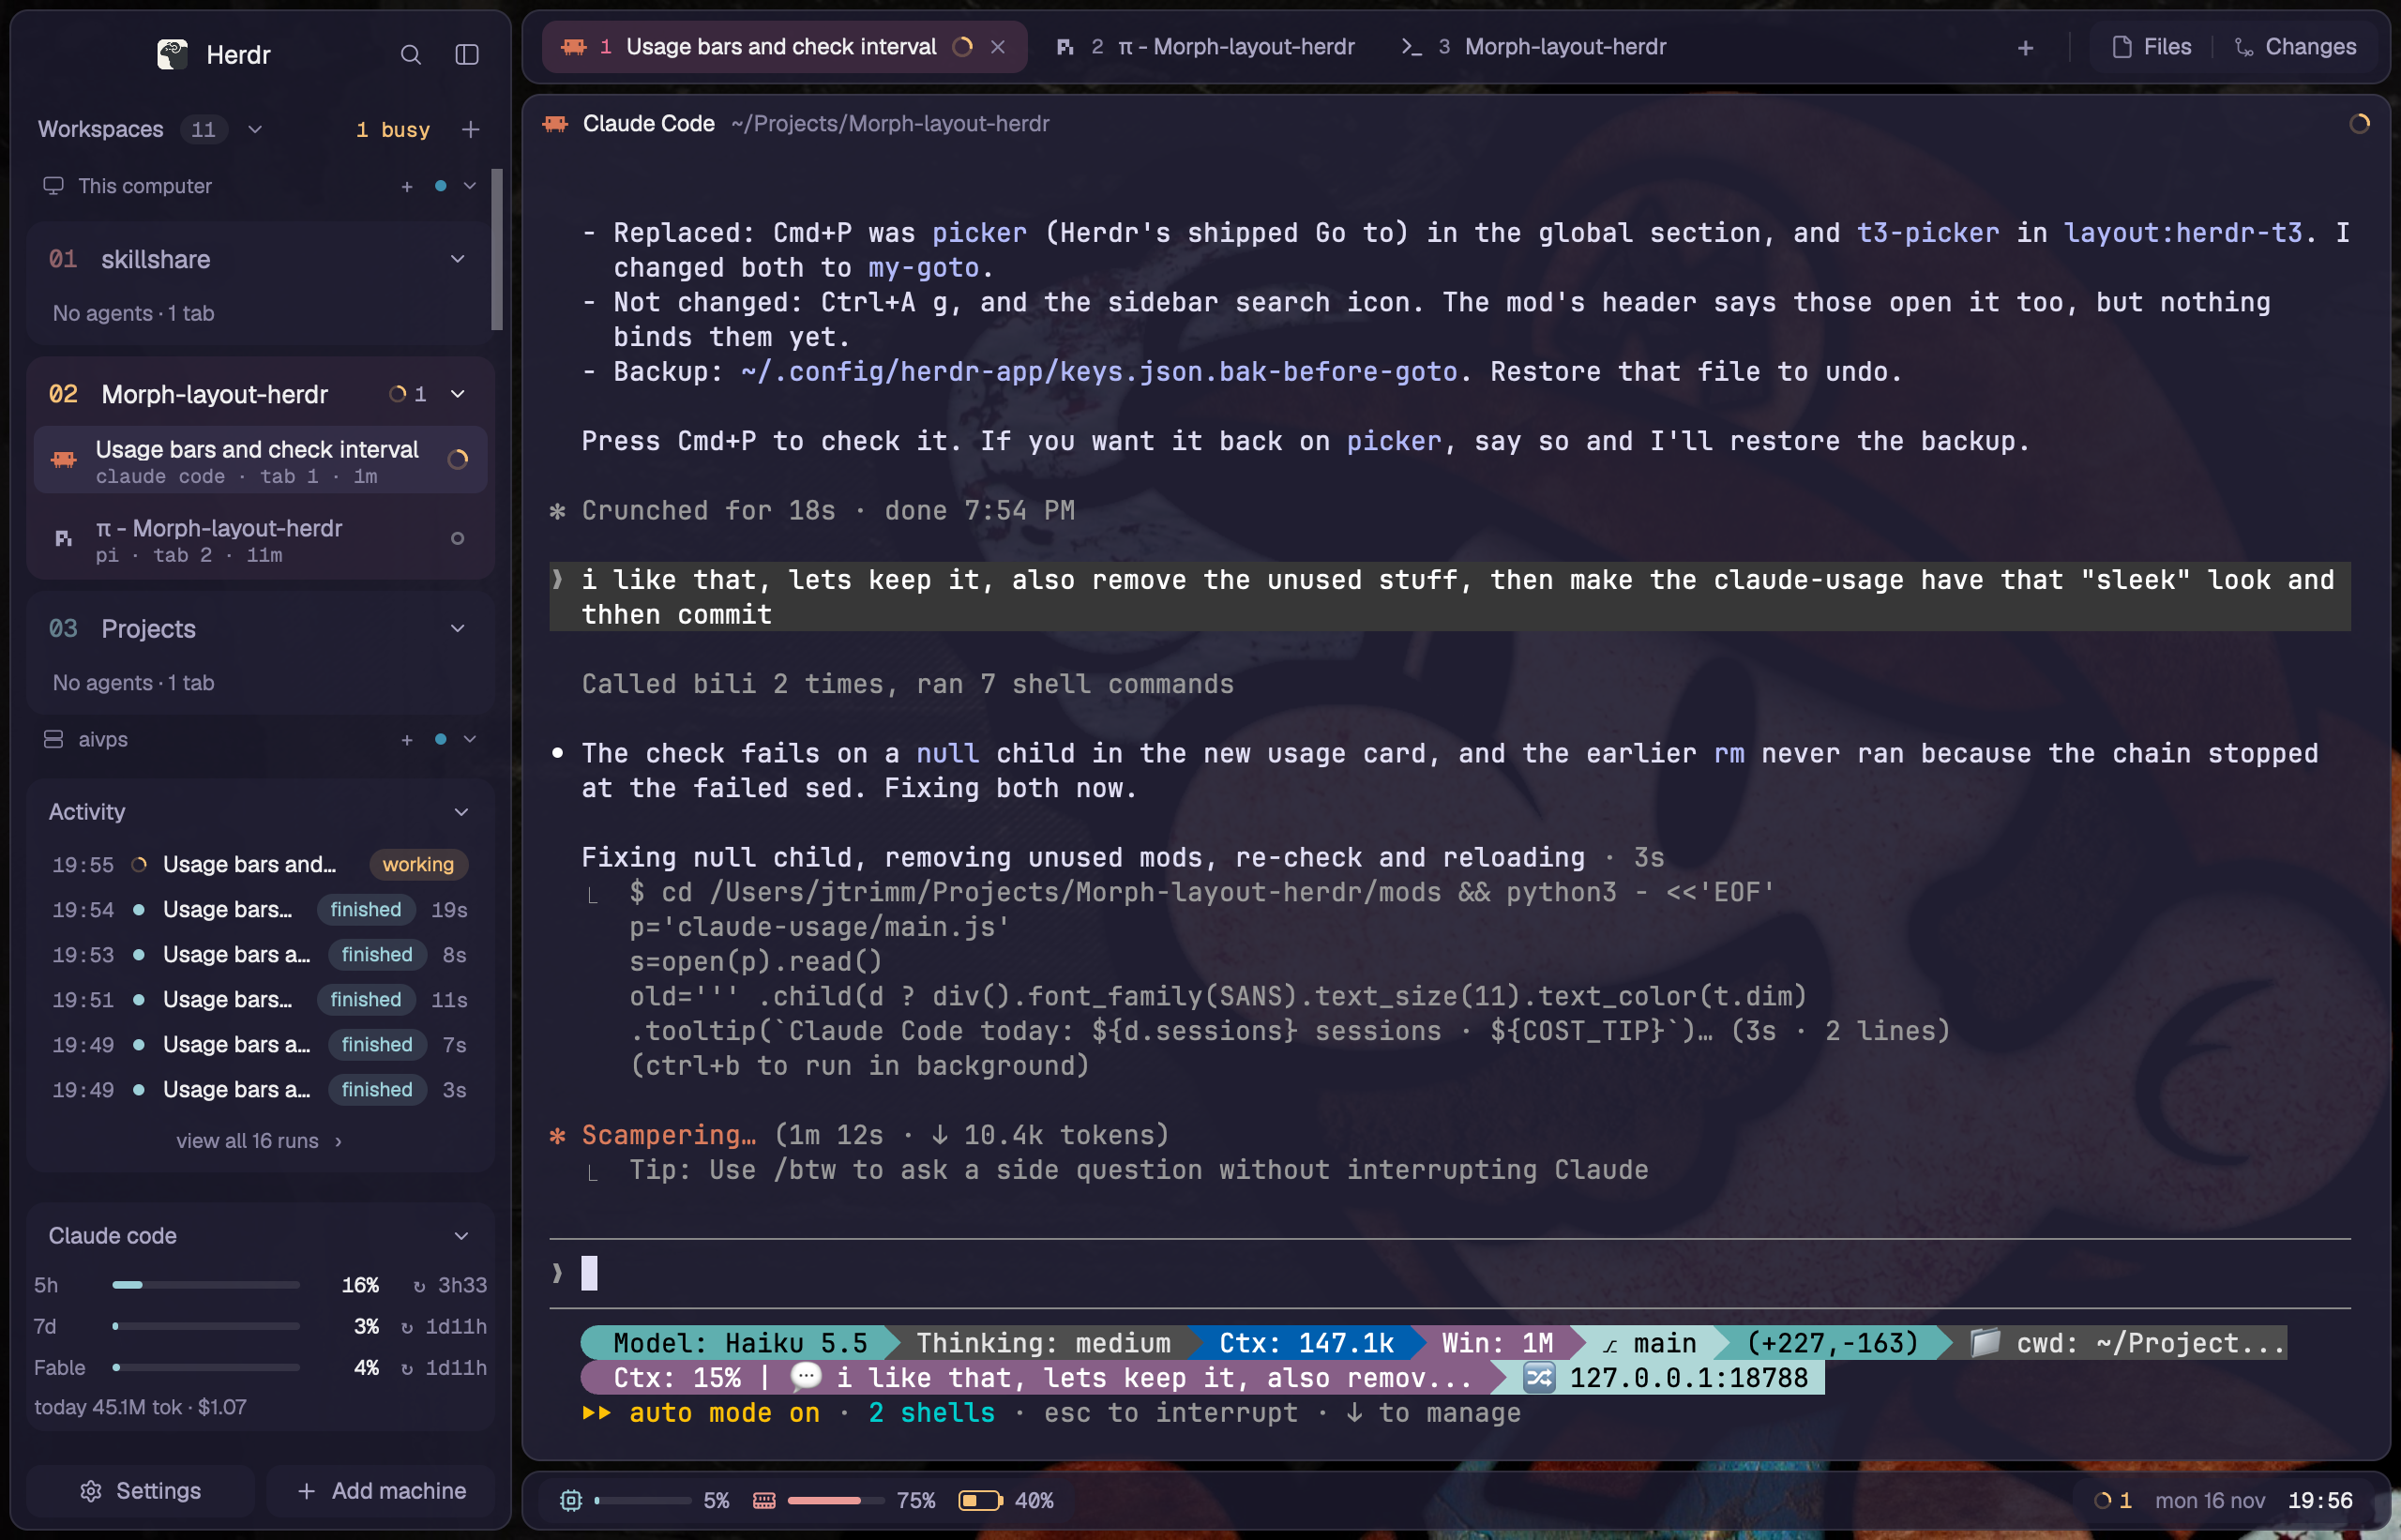 Herdr
Workspaces 11 1 busy +
This computer +
01 skillshare
No agents · 1 tab
02 Morph-layout-herdr 1
Usage bars and check interval
claude code · tab 1 · 1m
π - Morph-layout-herdr
pi · tab 2 · 11m
03 Projects
No agents · 1 tab
aivps +
Activity
19:55 Usage bars and... working
19:54 Usage bars... finished 19s
19:53 Usage bars a... finished 8s
19:51 Usage bars... finished 11s
19:49 Usage bars a... finished 7s
19:49 Usage bars a... finished 3s
view all 16 runs ›
Claude code
5h 16% ↻ 3h33
7d 3% ↻ 1d11h
Fable 4% ↻ 1d11h
today 45.1M tok · $1.07
Settings + Add machine
1 Usage bars and check interval × 2 π - Morph-layout-herdr 3 Morph-layout-herdr + Files Changes
Claude Code ~/Projects/Morph-layout-herdr
- Replaced: Cmd+P was picker (Herdr's shipped Go to) in the global section, and t3-picker in layout:herdr-t3. I
changed both to my-goto.
- Not changed: Ctrl+A g, and the sidebar search icon. The mod's header says those open it too, but nothing
binds them yet.
- Backup: ~/.config/herdr-app/keys.json.bak-before-goto. Restore that file to undo.
Press Cmd+P to check it. If you want it back on picker, say so and I'll restore the backup.
✻ Crunched for 18s · done 7:54 PM
❯ i like that, lets keep it, also remove the unused stuff, then make the claude-usage have that "sleek" look and
thhen commit
Called bili 2 times, ran 7 shell commands
● The check fails on a null child in the new usage card, and the earlier rm never ran because the chain stopped
at the failed sed. Fixing both now.
Fixing null child, removing unused mods, re-check and reloading · 3s
⎿ $ cd /Users/jtrimm/Projects/Morph-layout-herdr/mods && python3 - <<'EOF'
p='claude-usage/main.js'
s=open(p).read()
old=''' .child(d ? div().font_family(SANS).text_size(11).text_color(t.dim)
.tooltip(`Claude Code today: ${d.sessions} sessions · ${COST_TIP}`)… (3s · 2 lines)
(ctrl+b to run in background)
✻ Scampering… (1m 12s · ↓ 10.4k tokens)
⎿ Tip: Use /btw to ask a side question without interrupting Claude
❯
Model: Haiku 5.5 Thinking: medium Ctx: 147.1k Win: 1M main (+227,-163) 📁 cwd: ~/Project...
Ctx: 15% | 💬 i like that, lets keep it, also remov... 🔀 127.0.0.1:18788
▸▸ auto mode on · 2 shells · esc to interrupt · ↓ to manage
5% 75% 40% 1 mon 16 nov 19:56